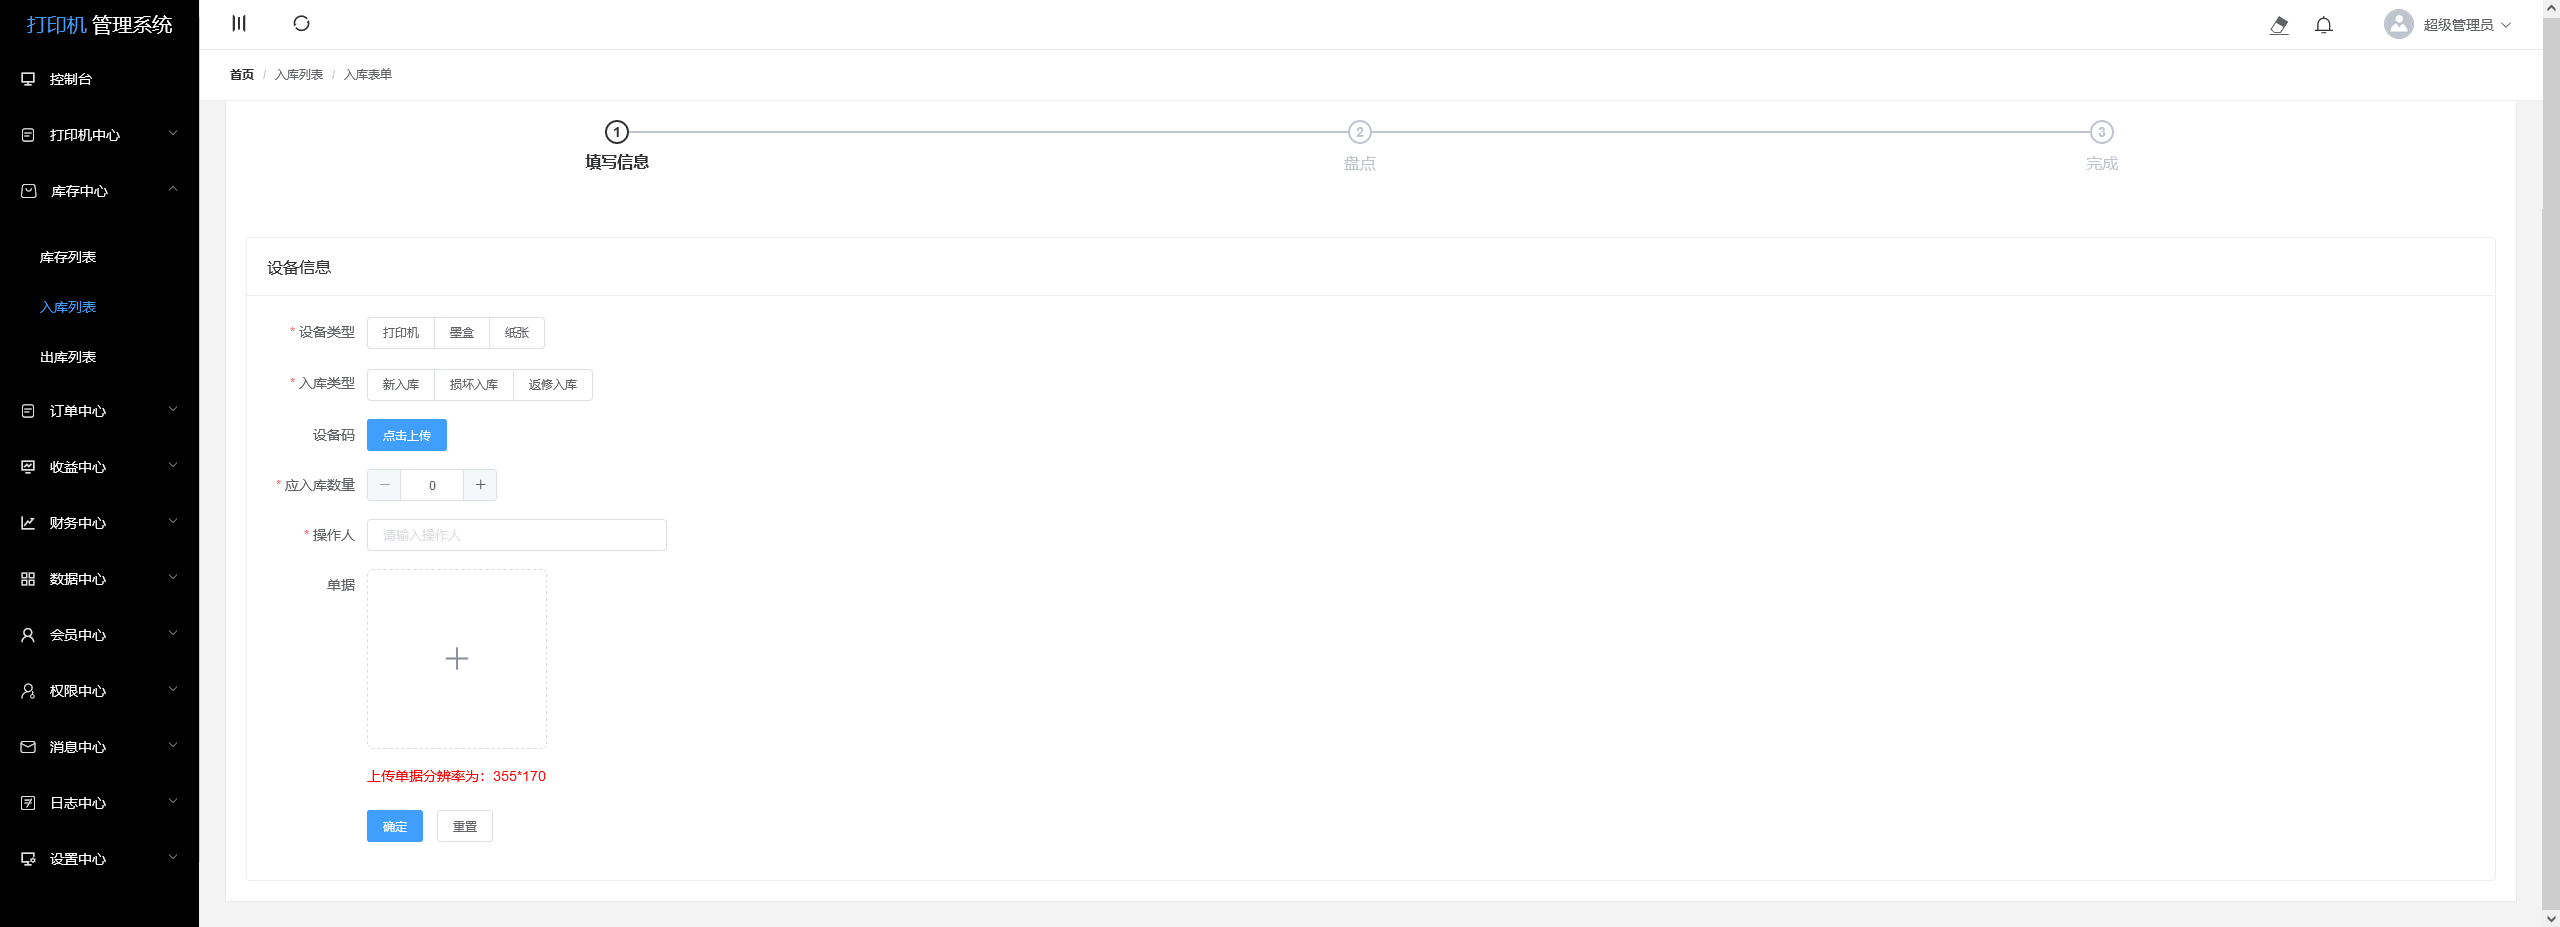 打印机 管理系统
控制台
打印机中心
库存中心
库存列表
入库列表
出库列表
订单中心
收益中心
财务中心
数据中心
会员中心
权限中心
消息中心
日志中心
设置中心
超级管理员
首页 / 入库列表 / 入库表单
1 2 3
填写信息 盘点 完成
设备信息
* 设备类型 打印机 墨盒 纸张
* 入库类型 新入库 损坏入库 返修入库
设备码 点击上传
* 应入库数量 − 0 +
* 操作人 请输入操作人
单据
上传单据分辨率为：355*170
确定 重置